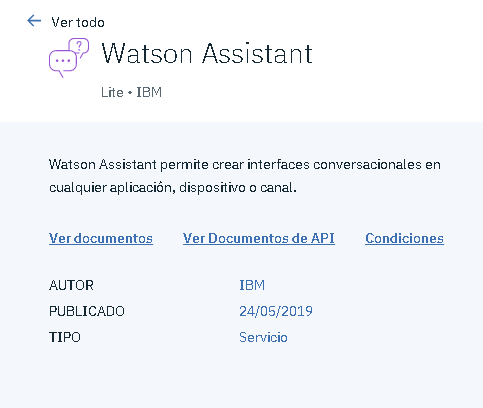 ← Ver todo
Watson Assistant
Lite • IBM
Watson Assistant permite crear interfaces conversacionales en
cualquier aplicación, dispositivo o canal.
Ver documentos Ver Documentos de API Condiciones
AUTOR IBM
PUBLICADO 24/05/2019
TIPO Servicio